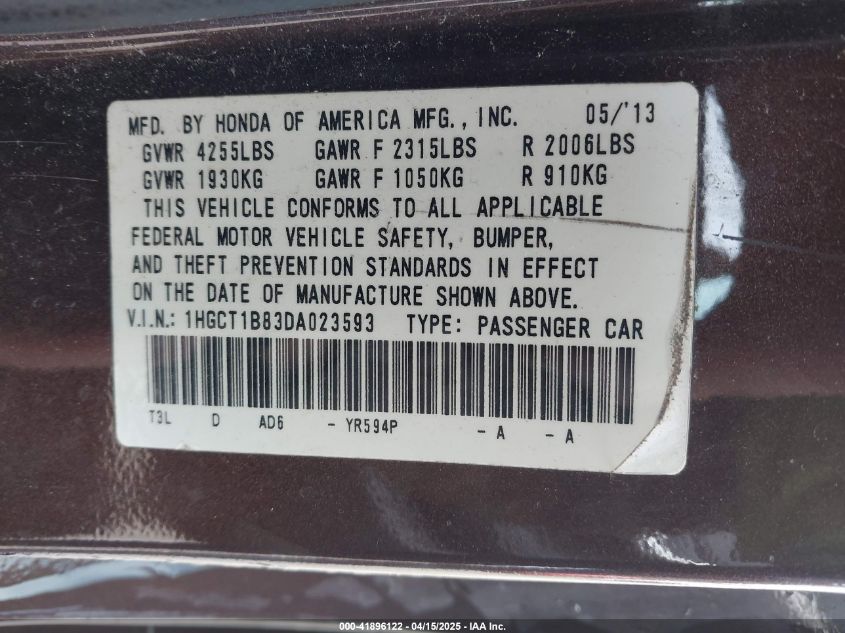 MFD. BY HONDA OF AMERICA MFG., INC. 05/'13
GVWR 4255LBS GAWR F 2315LBS R 2006LBS
GVWR 1930KG GAWR F 1050KG R 910KG
THIS VEHICLE CONFORMS TO ALL APPLICABLE
FEDERAL MOTOR VEHICLE SAFETY, BUMPER,
AND THEFT PREVENTION STANDARDS IN EFFECT
ON THE DATE OF MANUFACTURE SHOWN ABOVE.
V.I.N.: 1HGCT1B83DA023593 TYPE: PASSENGER CAR
T3L D AD6 - YR594P - A - A
000-41896122 - 04/15/2025 - IAA Inc.